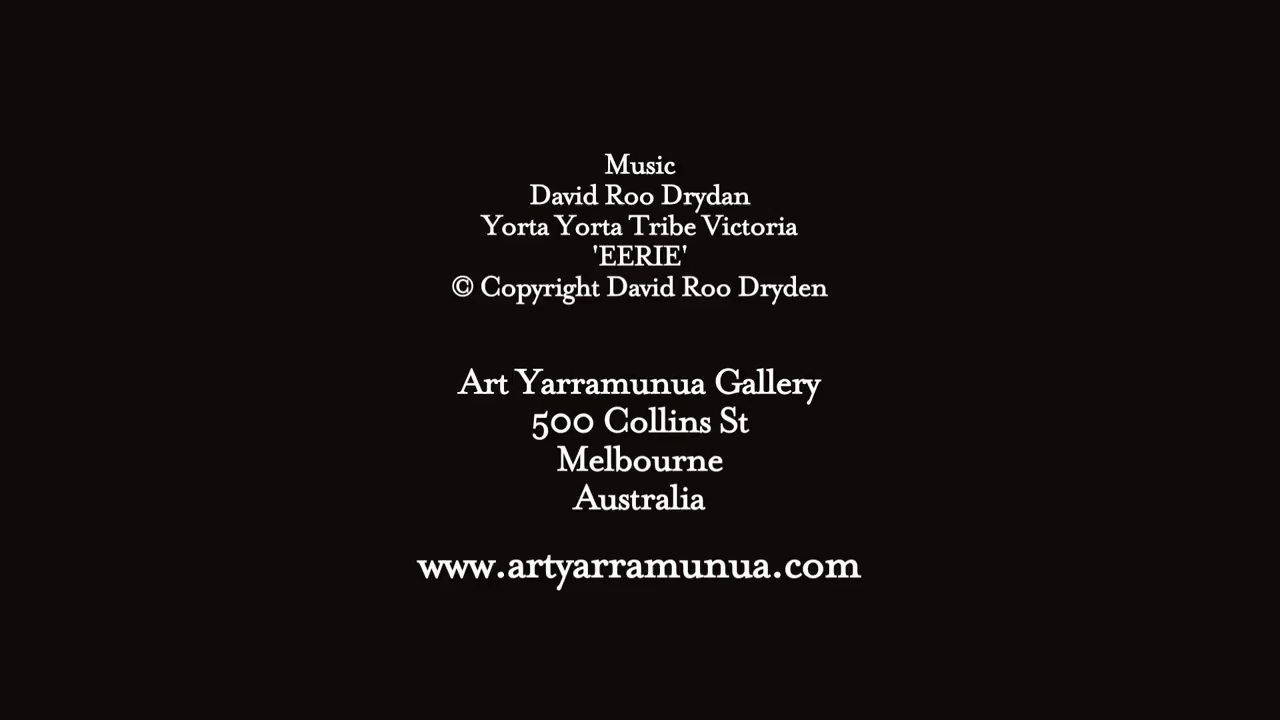 Music
David Roo Drydan
Yorta Yorta Tribe Victoria
'EERIE'
© Copyright David Roo Dryden
Art Yarramunua Gallery
500 Collins St
Melbourne
Australia
www.artyarramunua.com